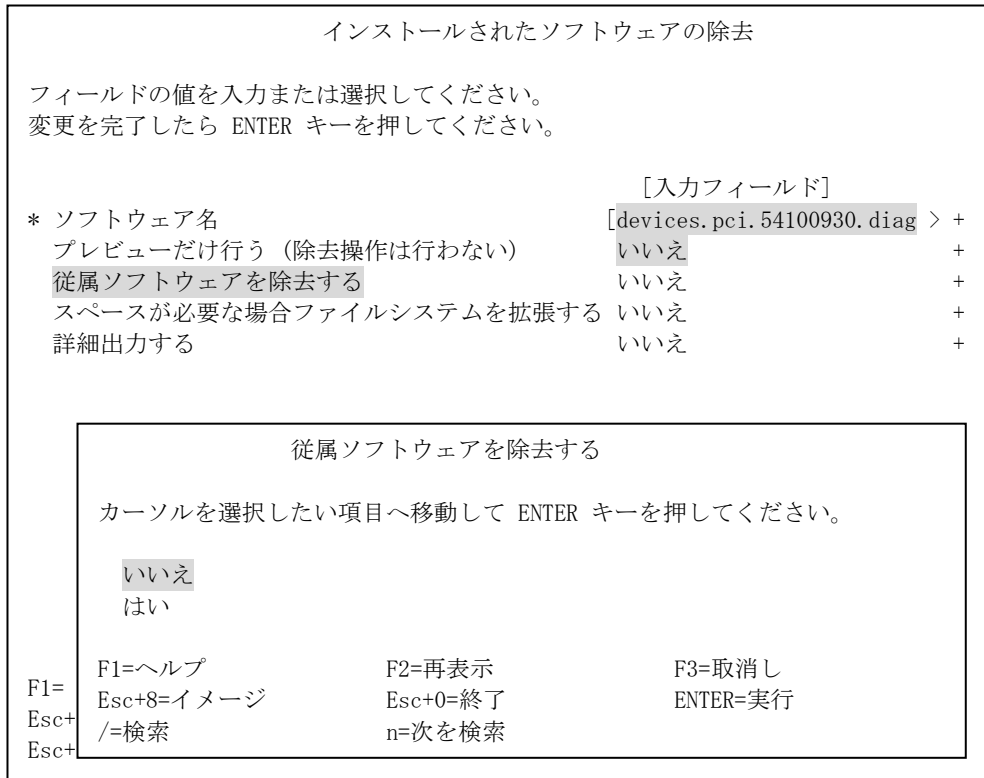 インストールされたソフトウェアの除去
フィールドの値を入力または選択してください。
変更を完了したら ENTER キーを押してください。
[入力フィールド]
* ソフトウェア名 [devices.pci.54100930.diag > +
プレビューだけ行う (除去操作は行わない) いいえ +
従属ソフトウェアを除去する いいえ +
スペースが必要な場合ファイルシステムを拡張する いいえ +
詳細出力する いいえ +
従属ソフトウェアを除去する
カーソルを選択したい項目へ移動して ENTER キーを押してください。
いいえ
はい
F1=ヘルプ F2=再表示 F3=取消し
Esc+8=イメージ Esc+0=終了 ENTER=実行
/=検索 n=次を検索
F1=
Esc+
Esc+